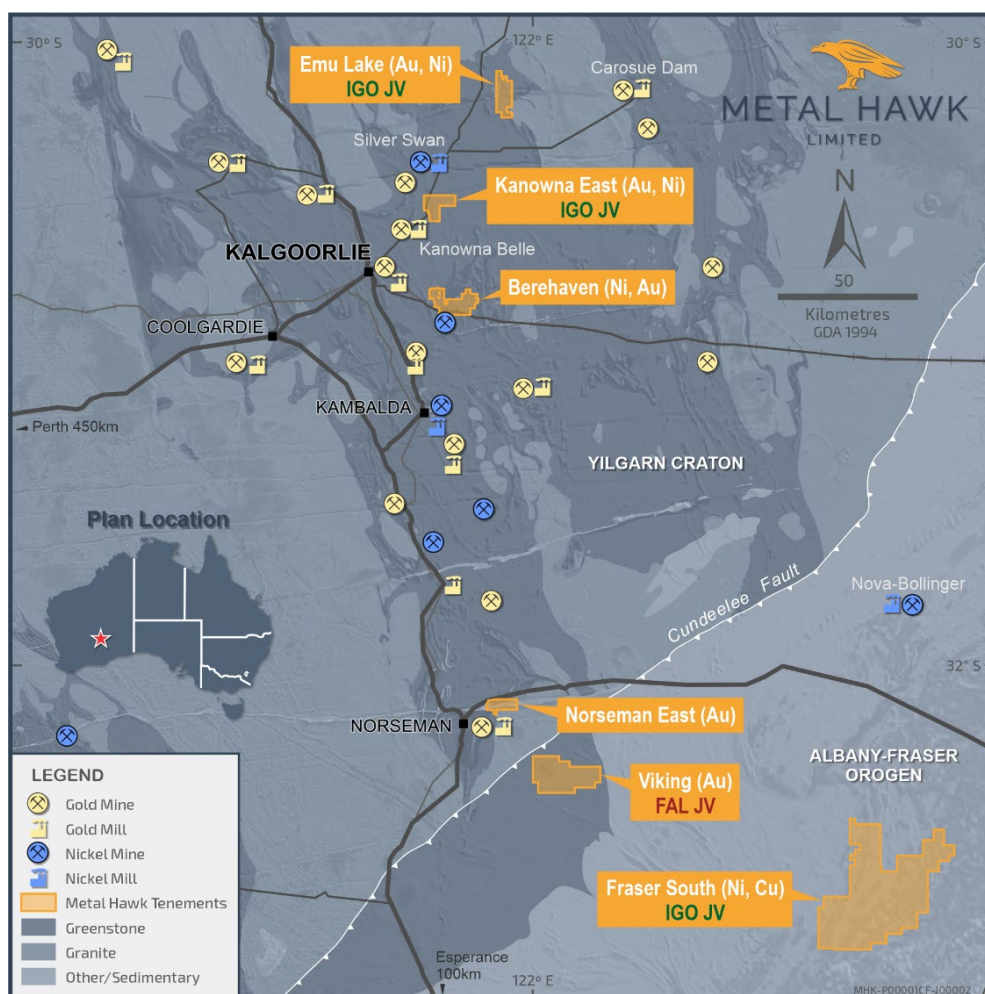 30° S
122° E
30° S
Emu Lake (Au, Ni)
IGO JV
Carosue Dam
METAL HAWK
LIMITED
Silver Swan
N
Kanowna East (Au, Ni)
IGO JV
KALGOORLIE
Kanowna Belle
50
Kilometres
GDA 1994
Berehaven (Ni, Au)
COOLGARDIE
KAMBALDA
Perth 450km
YILGARN CRATON
Plan Location
Cundeelee Fault
Nova-Bollinger
32° S
NORSEMAN
Norseman East (Au)
ALBANY-FRASER
OROGEN
Viking (Au)
FAL JV
LEGEND
Gold Mine
Gold Mill
Nickel Mine
Nickel Mill
Metal Hawk Tenements
Greenstone
Granite
Other/Sedimentary
Fraser South (Ni, Cu)
IGO JV
Esperance
100km
122° E
MHK-P00001CF-J00002